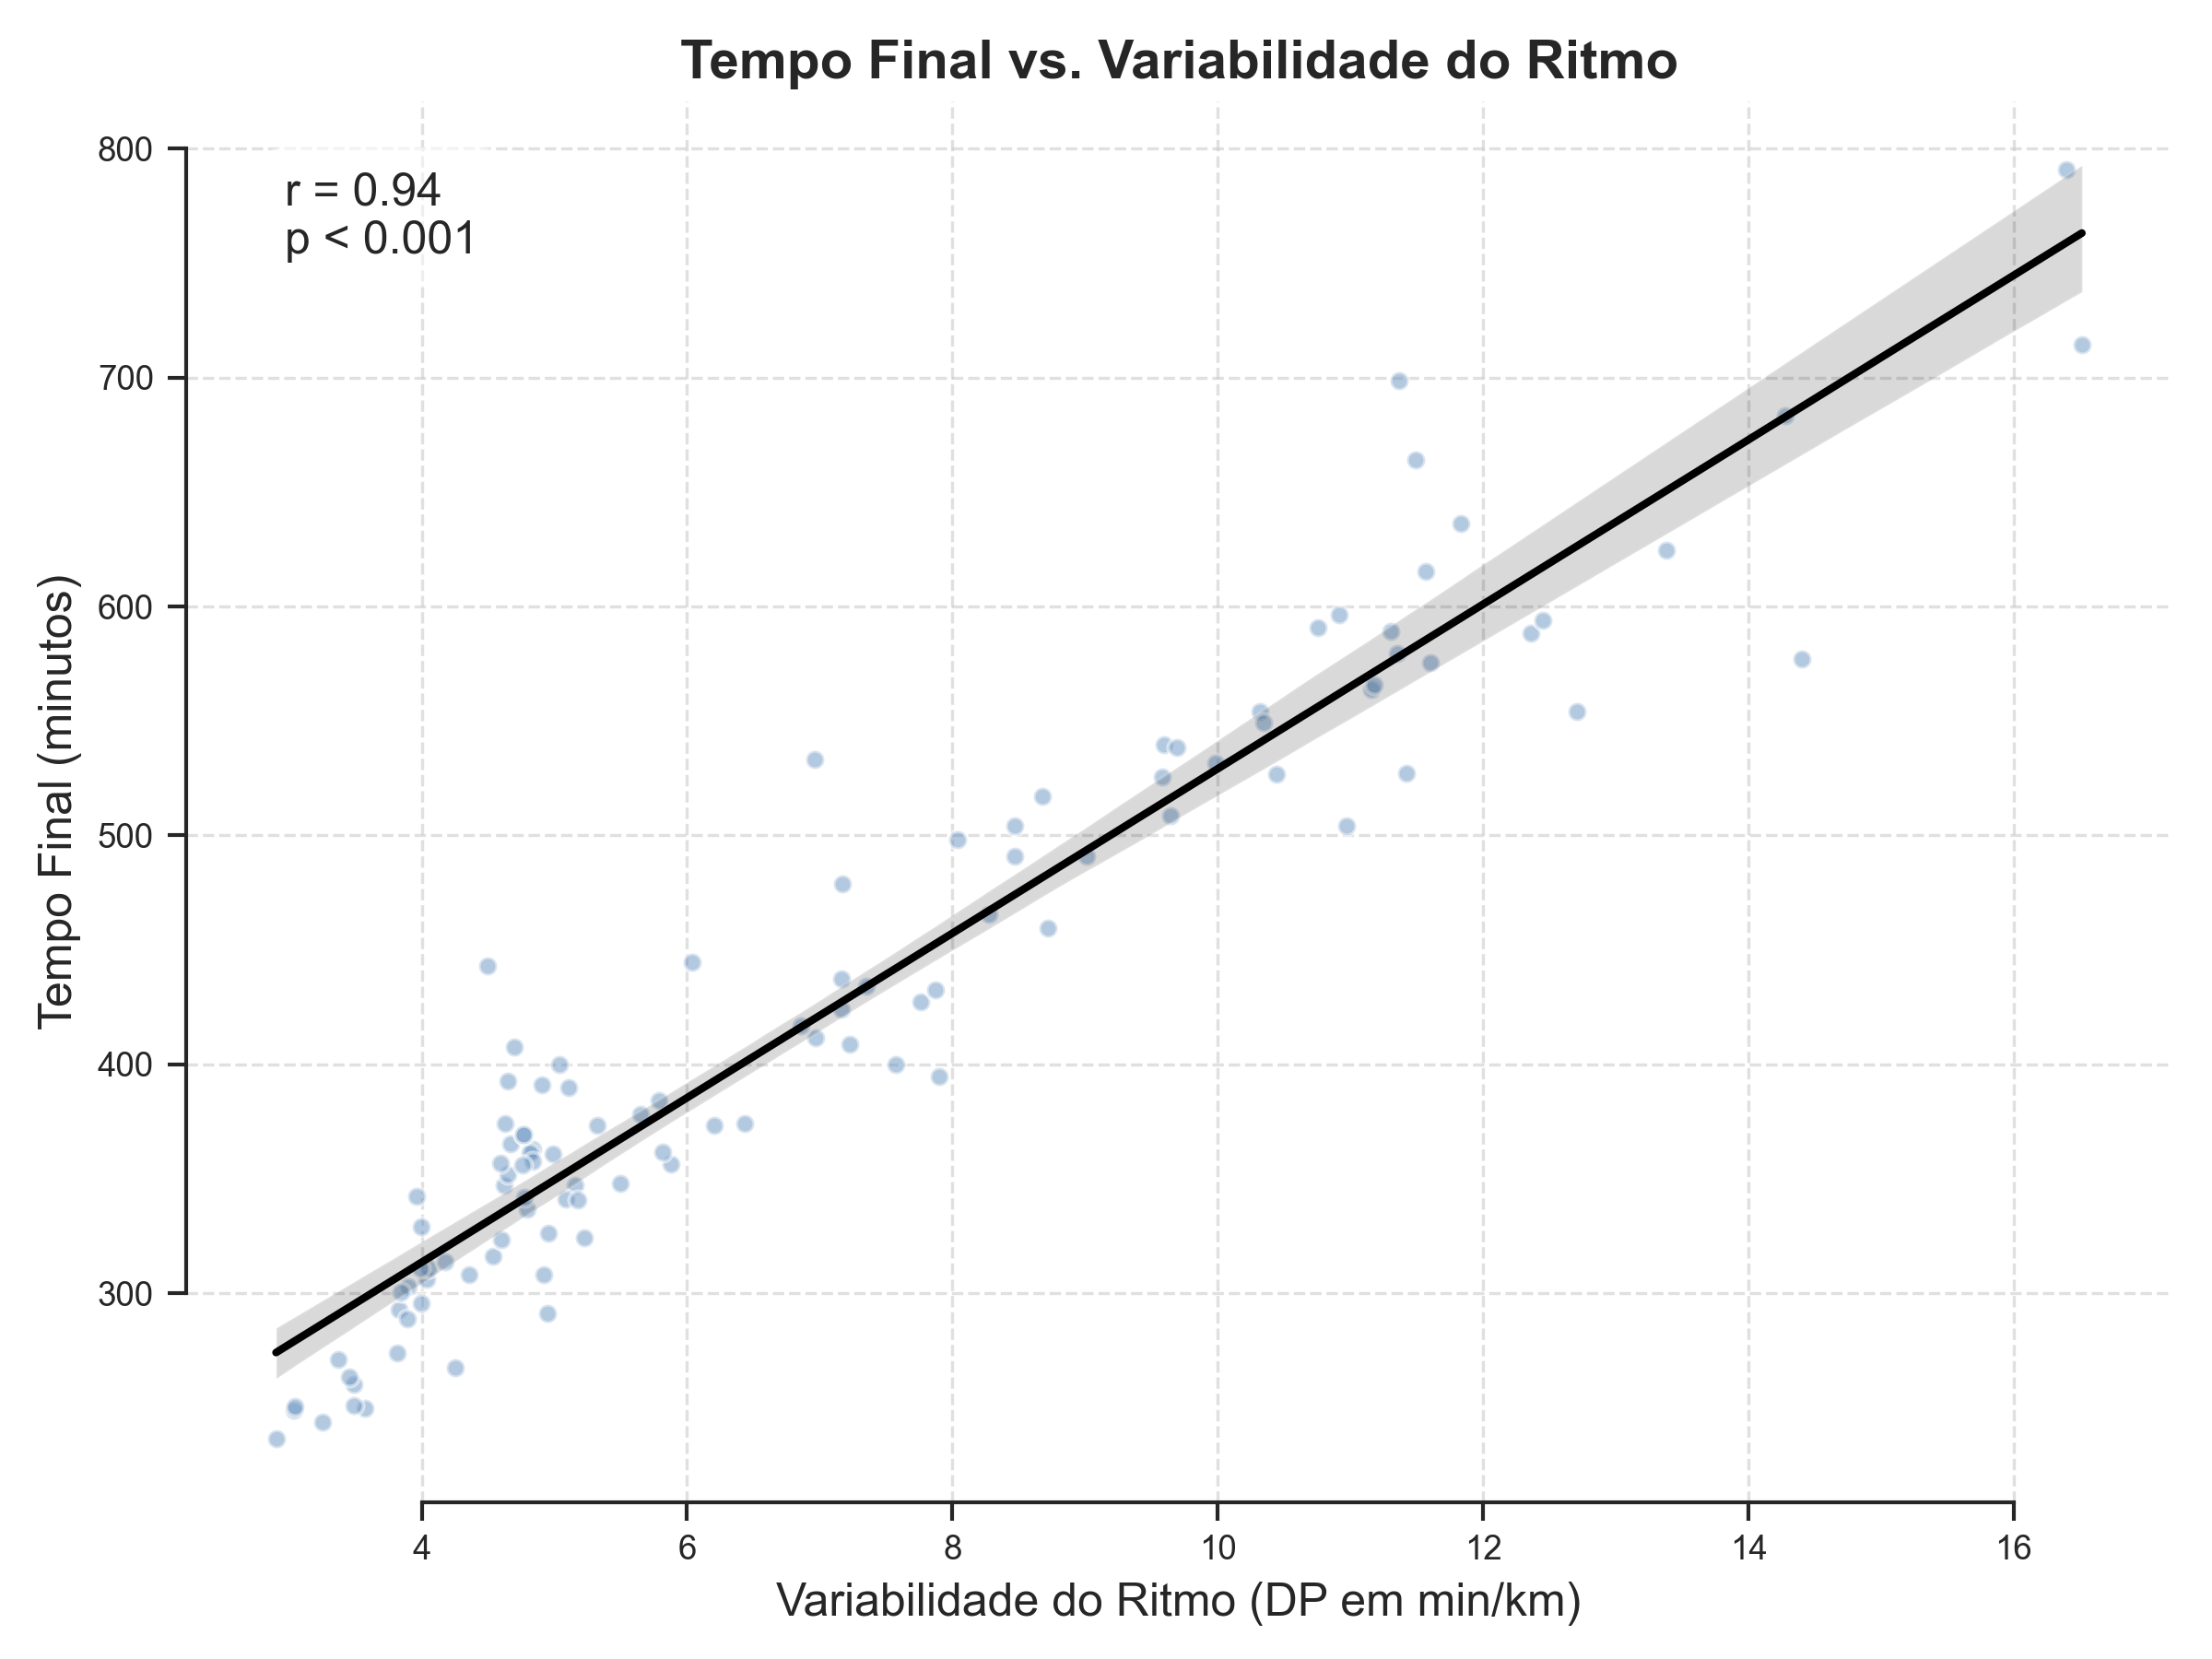 Tempo Final vs. Variabilidade do Ritmo
r = 0.94
p < 0.001
Tempo Final (minutos)
800
700
600
500
400
300
4 6 8 10 12 14 16
Variabilidade do Ritmo (DP em min/km)